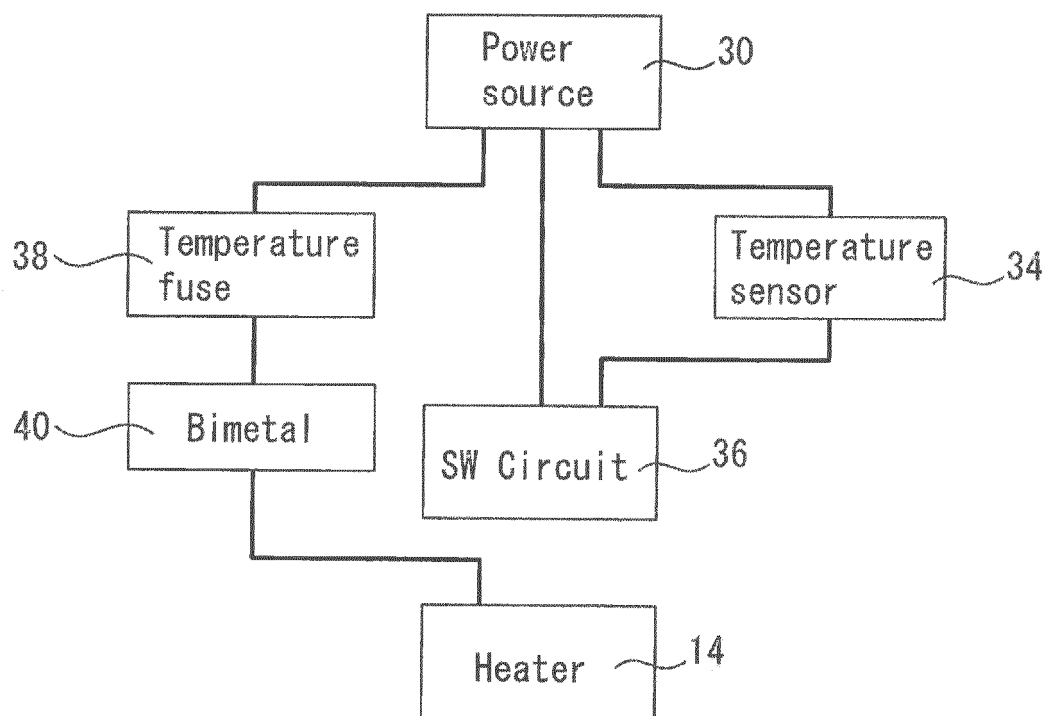 Power
source
30
Temperature
fuse
38
Temperature
sensor
34
Bimetal
40
SW Circuit
36
Heater
14